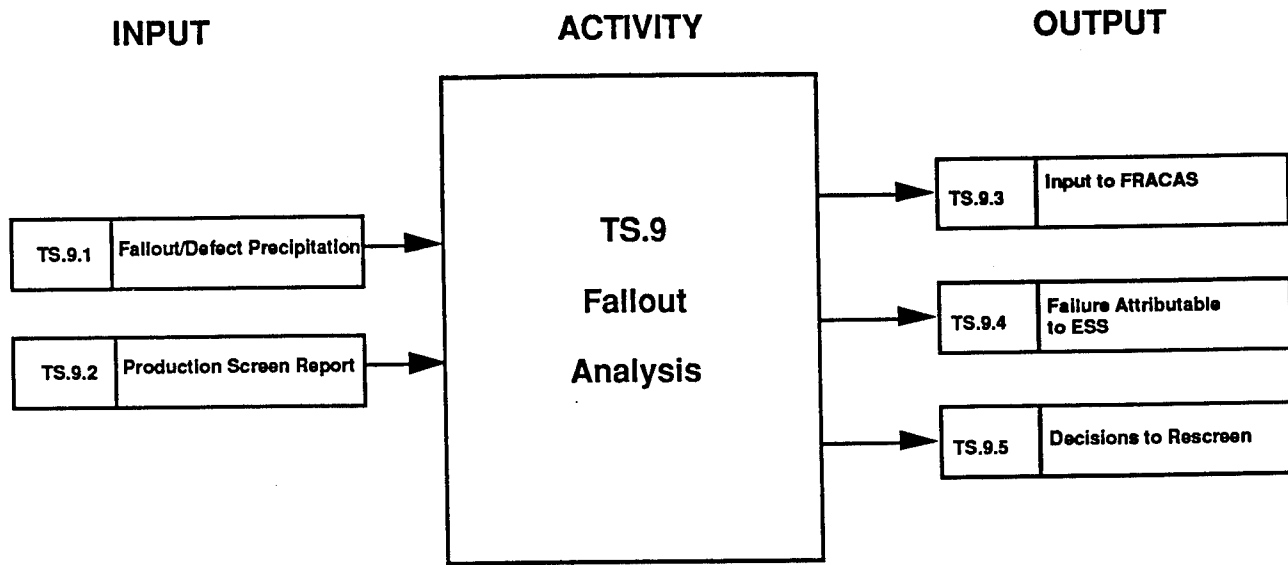 INPUT
ACTIVITY
OUTPUT
TS.9.1
Fallout/Defect Precipitation
TS.9.2
Production Screen Report
TS.9
Fallout
Analysis
TS.9.3
Input to FRACAS
TS.9.4
Failure Attributable
to ESS
TS.9.5
Decisions to Rescreen